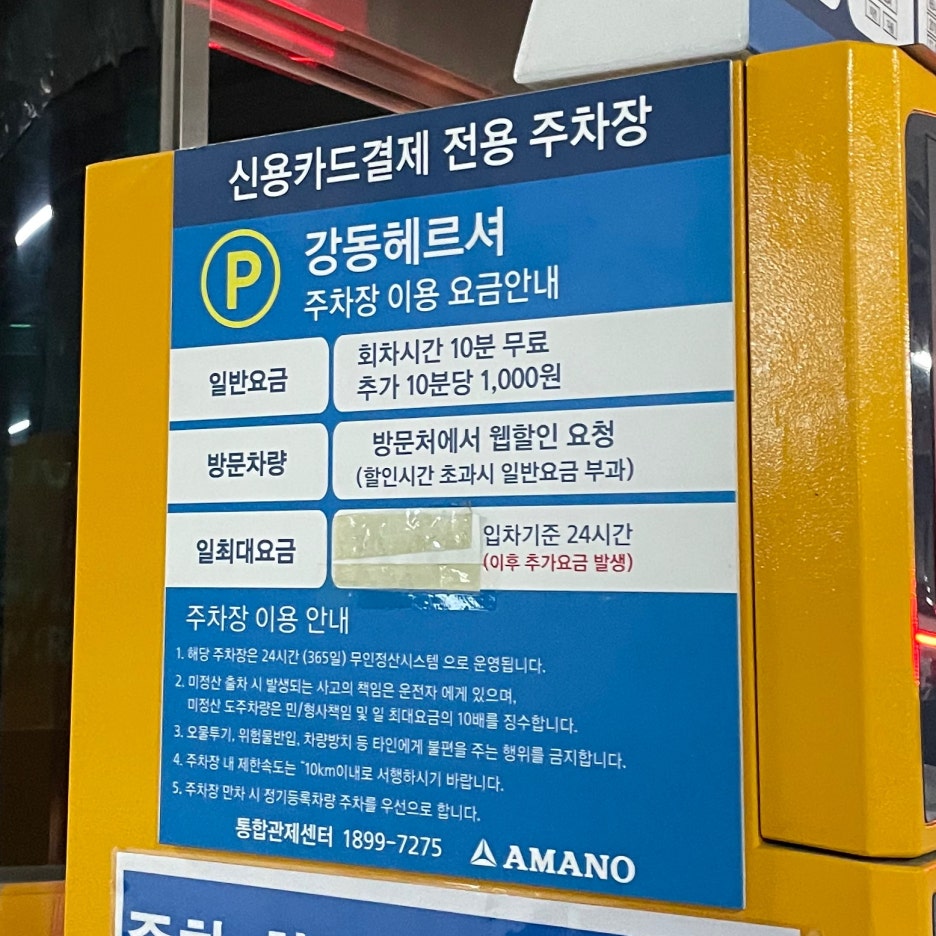 신용카드결제 전용 주차장
P
강동헤르셔
주차장 이용 요금안내
일반요금
회차시간 10분 무료
추가 10분당 1,000원
방문차량
방문처에서 웹할인 요청
(할인시간 초과시 일반요금 부과)
일최대요금
입차기준 24시간
(이후 추가요금 발생)
주차장 이용 안내
1. 해당 주차장은 24시간 (365일) 무인정산시스템 으로 운영됩니다.
2. 미정산 출차 시 발생되는 사고의 책임은 운전자 에게 있으며,
미정산 도주차량은 민/형사책임 및 일 최대요금의 10배를 징수합니다.
3. 오물투기, 위험물반입, 차량방치 등 타인에게 불편을 주는 행위를 금지합니다.
4. 주차장 내 제한속도는 "10km이내로 서행하시기 바랍니다.
5. 주차장 만차 시 정기등록차량 주차를 우선으로 합니다.
통합관제센터 1899-7275
AMANO